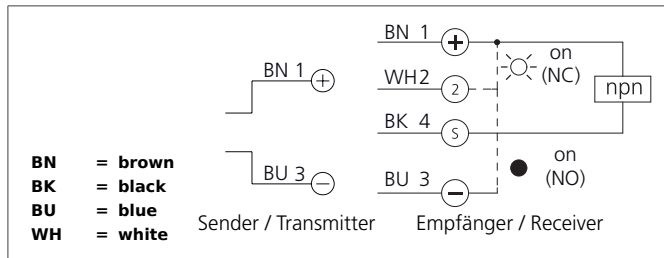 BN 1
+
on
(NC)
BN 1
+
WH2
2
npn
BK 4
S
BN = brown
BK = black
BU = blue
WH = white
BU 3
−
BU 3
−
on
(NO)
Sender / Transmitter
Empfänger / Receiver